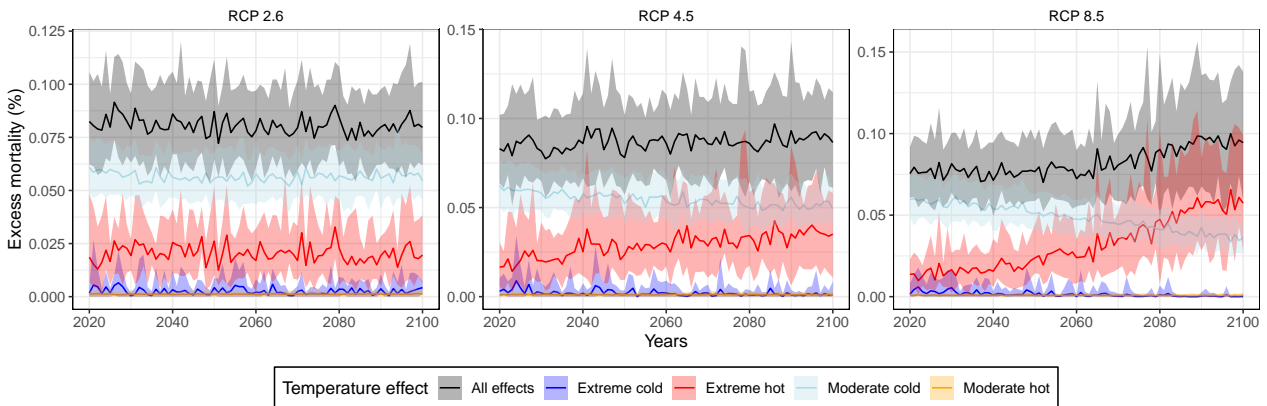 RCP 2.6 RCP 4.5 RCP 8.5
Excess mortality (%)
0.125
0.100
0.075
0.050
0.025
0.000
0.15
0.10
0.05
0.00
0.15
0.10
0.05
0.00
2020 2040 2060 2080 2100 2020 2040 2060 2080 2100 2020 2040 2060 2080 2100
Years
Temperature effect All effects Extreme cold Extreme hot Moderate cold Moderate hot